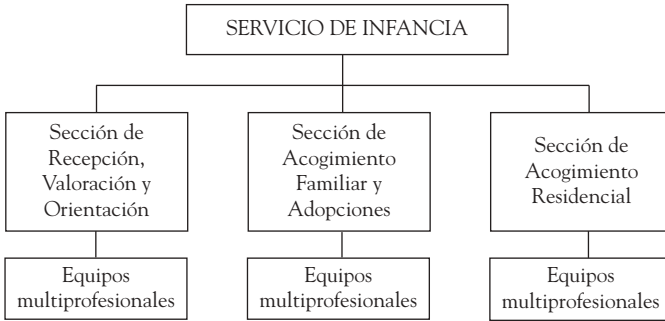 SERVICIO DE INFANCIA
Sección de
Recepción,
Valoración y
Orientación
Sección de
Acogimiento
Familiar y
Adopciones
Sección de
Acogimiento
Residencial
Equipos
multiprofesionales
Equipos
multiprofesionales
Equipos
multiprofesionales